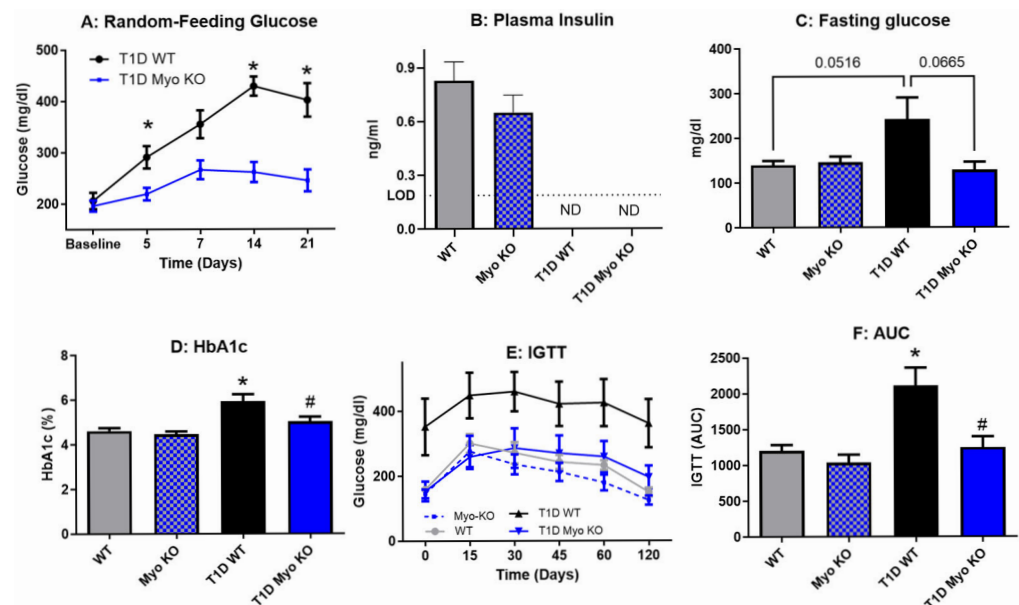 A: Random-Feeding Glucose
500
400
300
200
Glucose (mg/dl)
T1D WT
T1D Myo KO
*
*
*
Baseline 5 7 14 21
Time (Days)
B: Plasma Insulin
0.9
0.6
0.3
0.0
LOD
ng/ml
ND ND
WT Myo KO T1D WT T1D Myo KO
C: Fasting glucose
400
300
200
100
0
mg/dl
0.0516 0.0665
WT Myo KO T1D WT T1D Myo KO
D: HbA1c
8
6
4
2
0
HbA1c (%)
*
#
WT Myo KO T1D WT T1D Myo KO
E: IGTT
400
200
0
Glucose (mg/dl)
Myo-KO T1D WT
WT T1D Myo KO
0 15 30 45 60 120
Time (Days)
F: AUC
2500
2000
1500
1000
500
0
IGTT (AUC)
*
#
WT Myo KO T1D WT T1D Myo KO